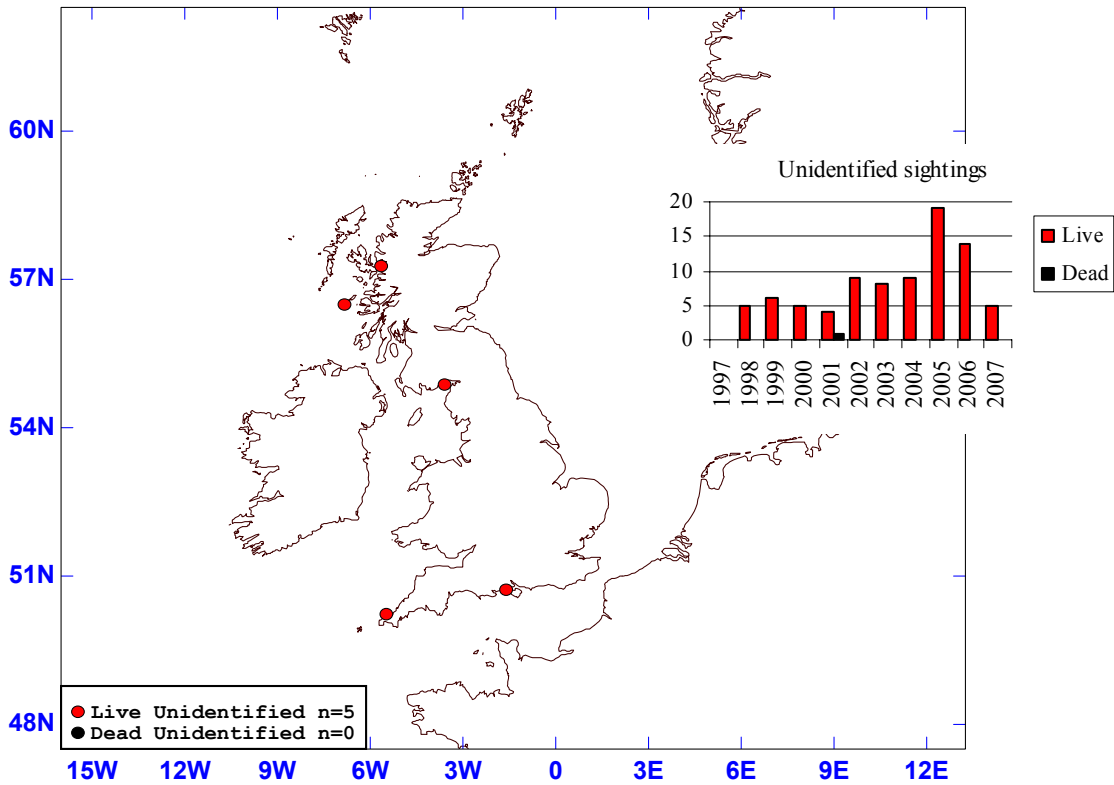 60N
57N
54N
51N
48N
Unidentified sightings
20
15
10
5
0
1997
1998
1999
2000
2001
2002
2003
2004
2005
2006
2007
Live
Dead
Live Unidentified n=5
Dead Unidentified n=0
15W 12W 9W 6W 3W 0 3E 6E 9E 12E